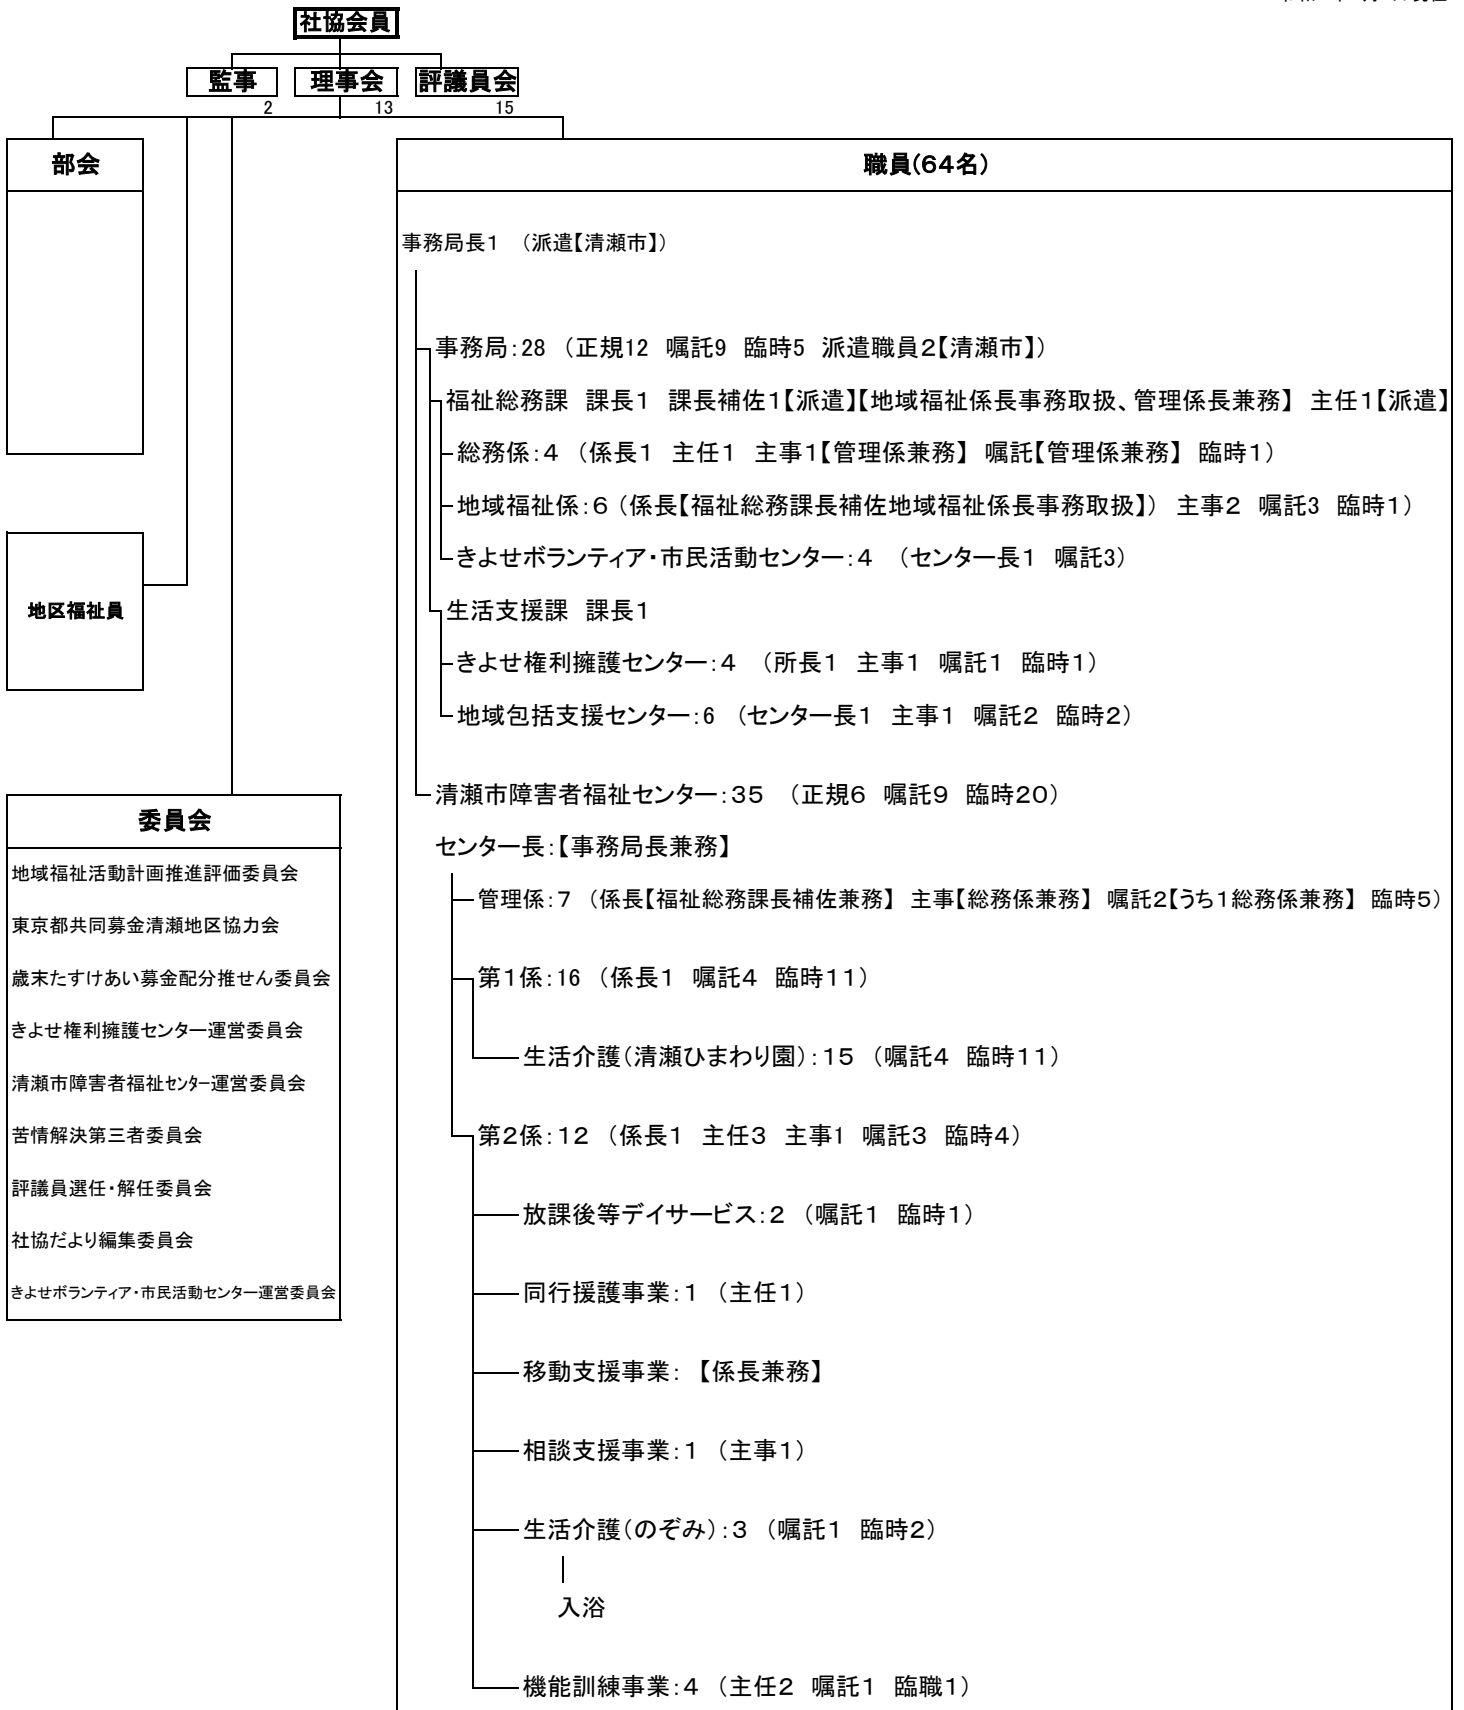 社協会員
監事
理事会
評議員会
2
13
15
部会
職員(64名)
事務局長1 （派遣【清瀬市】）
事務局：28 （正規12 嘱託9 臨時5 派遣職員2【清瀬市】）
福祉総務課 課長1 課長補佐1【派遣】【地域福祉係長事務取扱、管理係長兼務】 主任1【派遣】
総務係：4 （係長1 主任1 主事1【管理係兼務】 嘱託【管理係兼務】 臨時1）
地域福祉係：6（係長【福祉総務課長補佐地域福祉係長事務取扱】） 主事2 嘱託3 臨時1）
きよせボランティア・市民活動センター：4 （センター長1 嘱託3）
地区福祉員
生活支援課 課長1
きよせ権利擁護センター：4 （所長1 主事1 嘱託1 臨時1）
地域包括支援センター：6 （センター長1 主事1 嘱託2 臨時2）
清瀬市障害者福祉センター：35 （正規6 嘱託9 臨時20）
センター長：【事務局長兼務】
管理係：7 （係長【福祉総務課長補佐兼務】 主事【総務係兼務】 嘱託2【うち1総務係兼務】 臨時5）
第1係：16 （係長1 嘱託4 臨時11）
生活介護（清瀬ひまわり園）：15 （嘱託4 臨時11）
第2係：12 （係長1 主任3 主事1 嘱託3 臨時4）
放課後等デイサービス：2 （嘱託1 臨時1）
同行援護事業：1 （主任1）
移動支援事業： 【係長兼務】
相談支援事業：1 （主事1）
生活介護（のぞみ）：3 （嘱託1 臨時2）
入浴
機能訓練事業：4 （主任2 嘱託1 臨職1）
委員会
地域福祉活動計画推進評価委員会
東京都共同募金清瀬地区協力会
歳末たすけあい募金配分推せん委員会
きよせ権利擁護センター運営委員会
清瀬市障害者福祉センター運営委員会
苦情解決第三者委員会
評議員選任・解任委員会
社協だより編集委員会
きよせボランティア・市民活動センター運営委員会